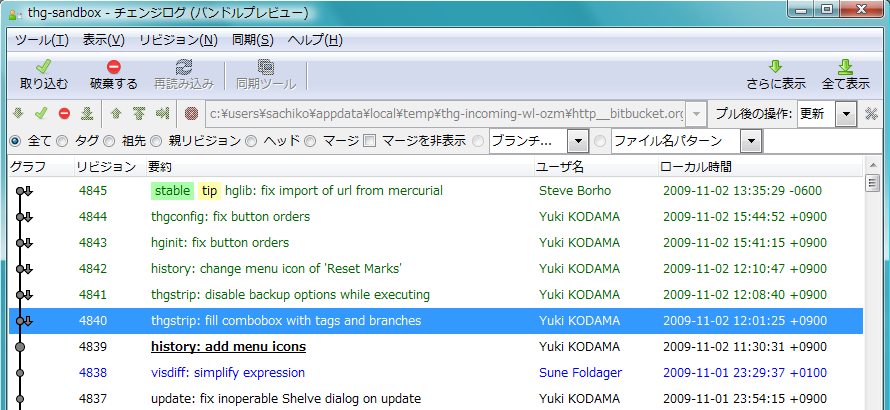 thg-sandbox - チェンジログ (バンドルプレビュー)
ツール(T) 表示(V) リビジョン(N) 同期(S) ヘルプ(H)
取り込む 破棄する 再読み込み 同期ツール さらに表示 全て表示
c:¥users¥sachiko¥appdata¥local¥temp¥thg-incoming-wl-ozm¥http__bitbucket.org プル後の操作: 更新
全て タグ 祖先 親リビジョン ヘッド マージ マージを非表示 ブランチ... ファイル名パターン
グラフ リビジョン 要約 ユーザ名 ローカル時間
4845 stable tip hglib: fix import of url from mercurial Steve Borho 2009-11-02 13:35:29 -0600
4844 thgconfig: fix button orders Yuki KODAMA 2009-11-02 15:44:52 +0900
4843 hginit: fix button orders Yuki KODAMA 2009-11-02 15:41:15 +0900
4842 history: change menu icon of 'Reset Marks' Yuki KODAMA 2009-11-02 12:10:47 +0900
4841 thgstrip: disable backup options while executing Yuki KODAMA 2009-11-02 12:08:40 +0900
4840 thgstrip: fill combobox with tags and branches Yuki KODAMA 2009-11-02 12:01:25 +0900
4839 history: add menu icons Yuki KODAMA 2009-11-02 11:30:31 +0900
4838 visdiff: simplify expression Sune Foldager 2009-11-01 23:29:37 +0100
4837 update: fix inoperable Shelve dialog on update Yuki KODAMA 2009-11-01 23:54:15 +0900